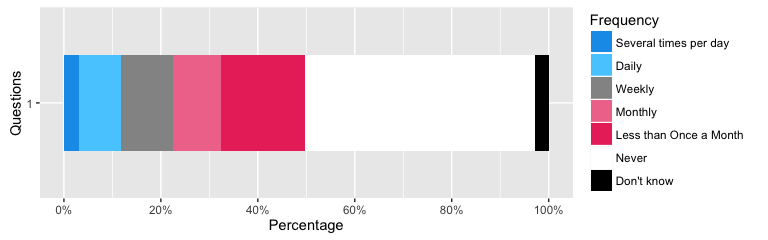 Questions
1
0%
20%
40%
60%
80%
100%
Percentage
Frequency
Several times per day
Daily
Weekly
Monthly
Less than Once a Month
Never
Don't know